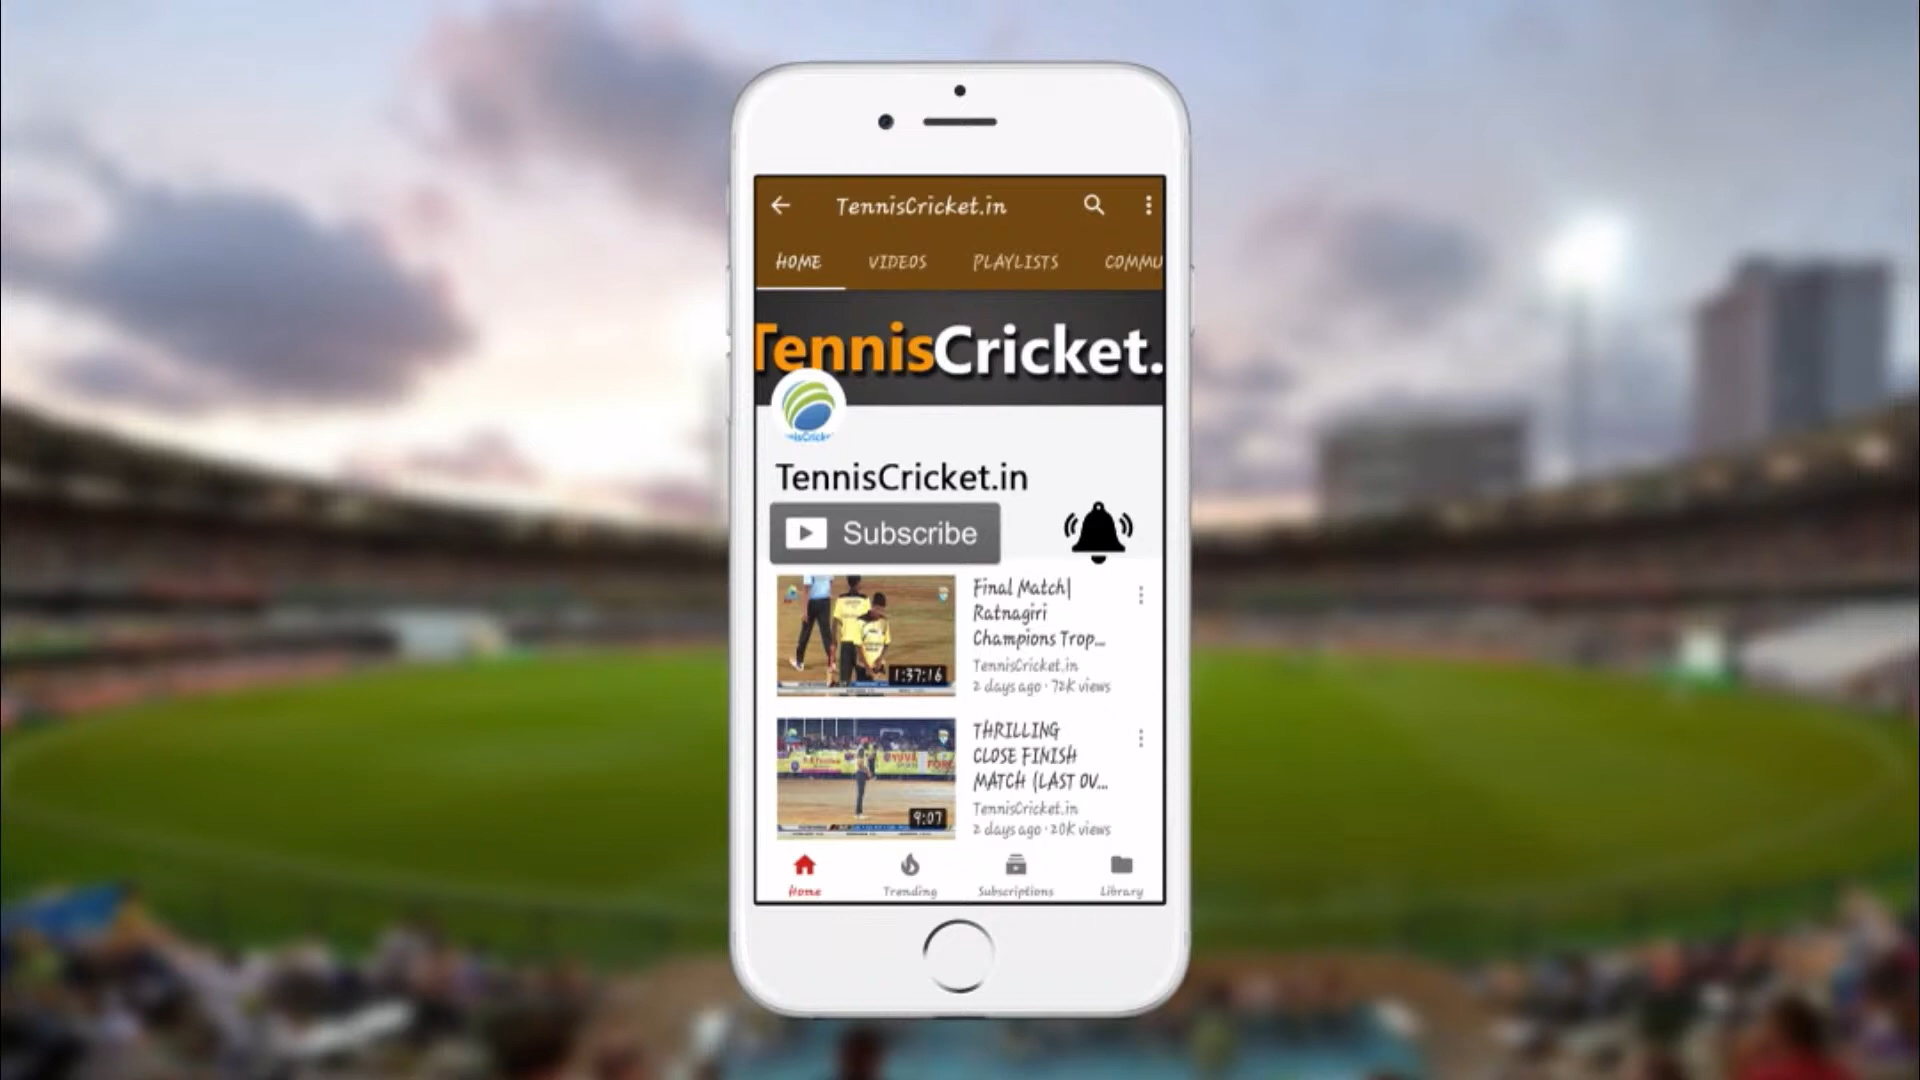 TennisCricket.in
HOME VIDEOS PLAYLISTS COMMU
TennisCricket.
TennisCricket.in
Subscribe
Final Match|
Ratnagiri
Champions Trop...
TennisCricket.in
2 days ago · 72K views
1:37:16
THRILLING
CLOSE FINISH
MATCH (LAST OV...
TennisCricket.in
2 days ago · 20K views
YUVA
9:07
Home Trending Subscriptions Library